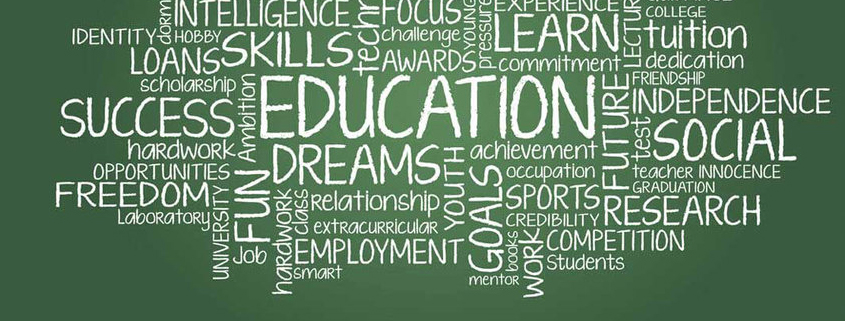 INTELLIGENCE
FOCUS
EXPERIENCE
COLLEGE
IDENTITY
dorm
HOBBY
SKILLS
challenge
YOUNG
pressure
LEARN
tuition
LOANS
AWARDS
commitment
dedication
scholarship
Ambition
EDUCATION
FUTURE
FRIENDSHIP
SUCCESS
INDEPENDENCE
test
SOCIAL
hardwork
DREAMS
achievement
OPPORTUNITIES
YOUTH
occupation
teacher
INNOCENCE
FREEDOM
UNIVERSITY
FUN
hardwork
class
Relationship
GOALS
SPORTS
GRADUATION
Laboratory
extracurricular
CREDIBILITY
RESEARCH
Job
EMPLOYMENT
books
WORK
COMPETITION
smart
mentor
Students